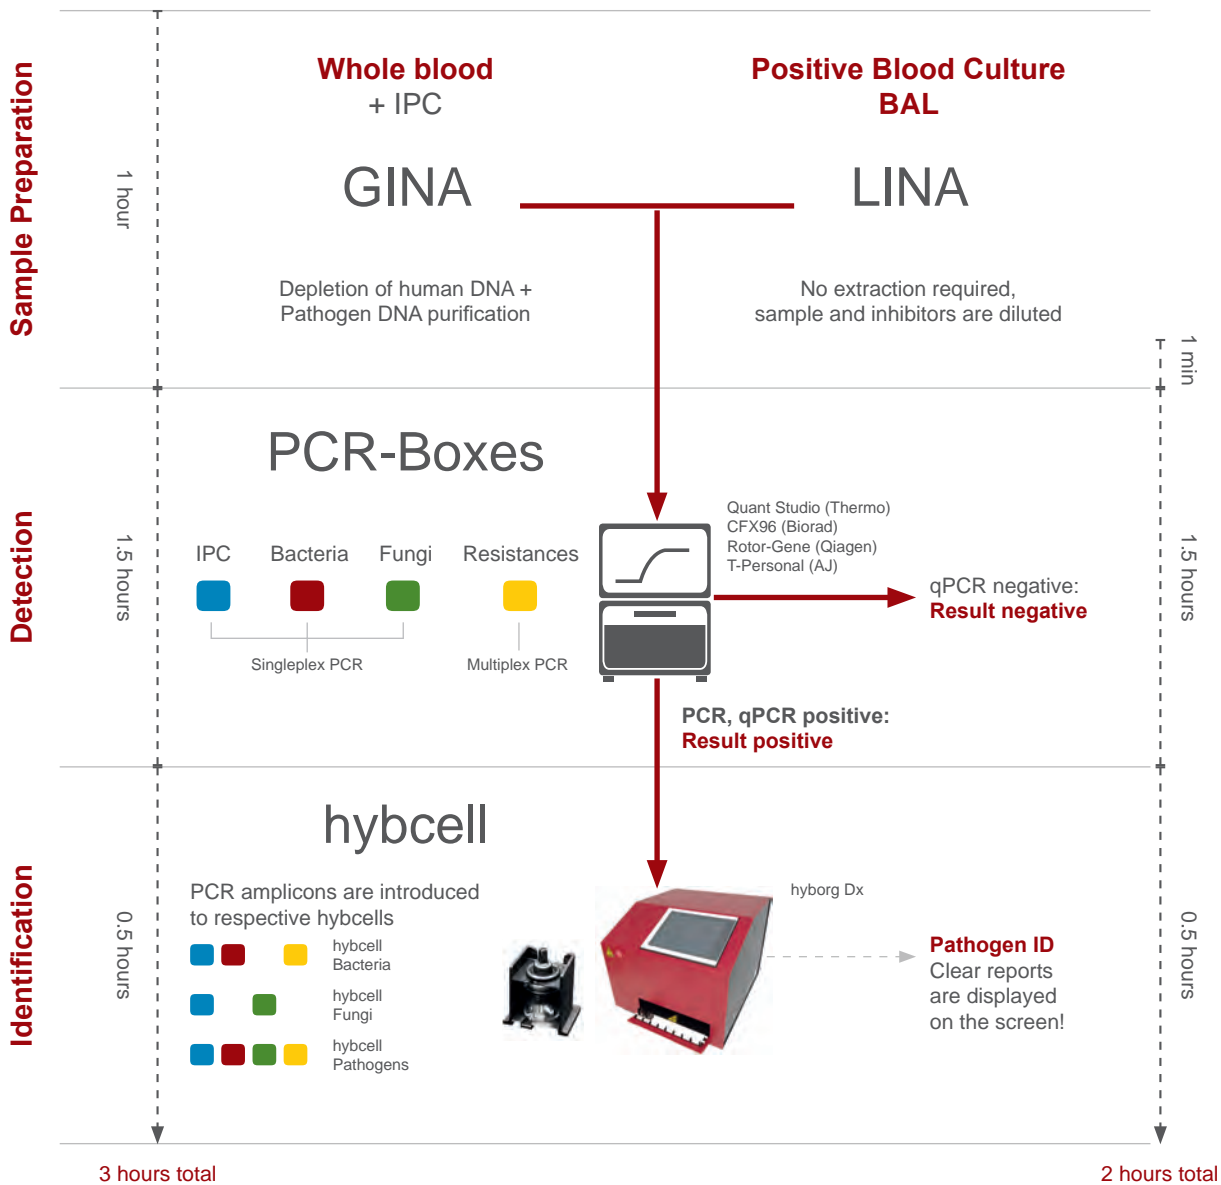 Sample Preparation
1 hour
Whole blood
+ IPC
GINA
Depletion of human DNA +
Pathogen DNA purification
Positive Blood Culture
BAL
LINA
No extraction required,
sample and inhibitors are diluted
1 min
Detection
1.5 hours
PCR-Boxes
IPC
Bacteria
Fungi
Resistances
Singleplex PCR
Multiplex PCR
Quant Studio (Thermo)
CFX96 (Biorad)
Rotor-Gene (Qiagen)
T-Personal (AJ)
qPCR negative:
Result negative
PCR, qPCR positive:
Result positive
1.5 hours
Identification
0.5 hours
hybcell
PCR amplicons are introduced
to respective hybcells
hybcell
Bacteria
hybcell
Fungi
hybcell
Pathogens
hyborg Dx
Pathogen ID
Clear reports
are displayed
on the screen!
0.5 hours
3 hours total
2 hours total